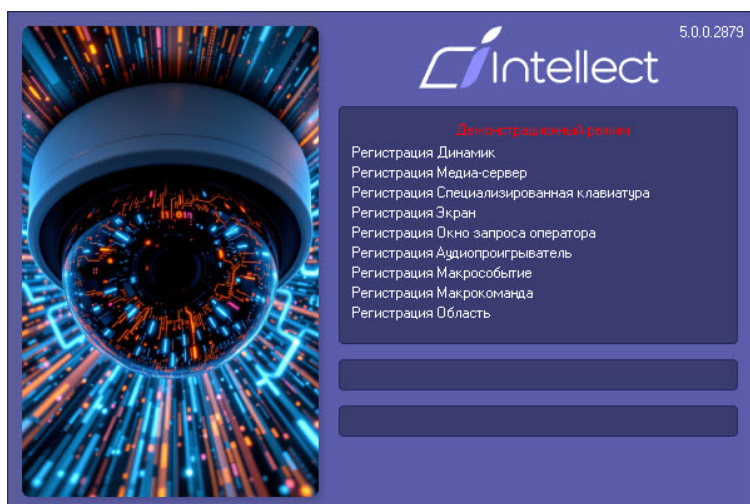 5.0.0.2879
Intellect
Демонстрационный режим
Регистрация Динамик
Регистрация Медиа-сервер
Регистрация Специализированная клавиатура
Регистрация Экран
Регистрация Окно запроса оператора
Регистрация Аудиопроигрыватель
Регистрация Макрособытие
Регистрация Макрокоманда
Регистрация Область